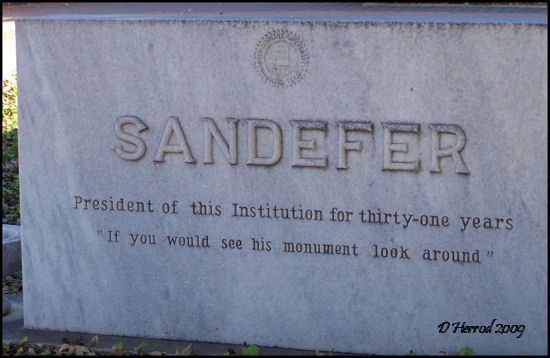 SANDEFER
President of this Institution for thirty-one years
"If you would see his monument look around"
D Herrod 2009